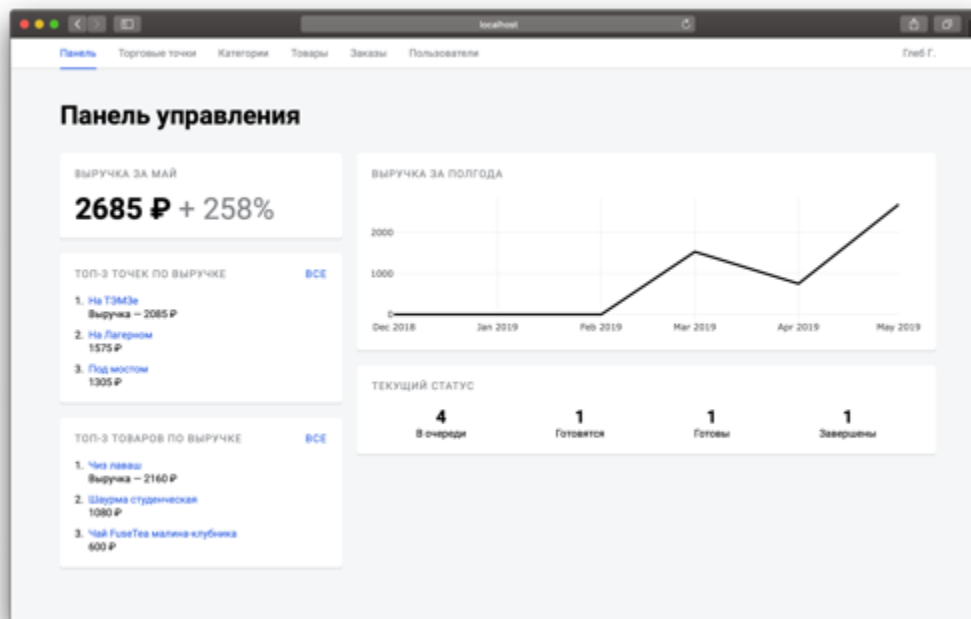 localhost
Панель Торговые точки Категории Товары Заказы Пользователи Глеб Г.
Панель управления
ВЫРУЧКА ЗА МАЙ
2685 ₽ + 258%
ТОП-3 ТОЧЕК ПО ВЫРУЧКЕ ВСЕ
1. На ТЭМЗе
Выручка — 2085 ₽
2. На Лагерном
1575 ₽
3. Под мостом
1305 ₽
ТОП-3 ТОВАРОВ ПО ВЫРУЧКЕ ВСЕ
1. Чиз лаваш
Выручка — 2160 ₽
2. Шаурма студенческая
1080 ₽
3. Чай FuseTea малина-клубника
600 ₽
ВЫРУЧКА ЗА ПОЛГОДА
2000
1000
0
Dec 2018 Jan 2019 Feb 2019 Mar 2019 Apr 2019 May 2019
ТЕКУЩИЙ СТАТУС
4 1 1 1
В очереди Готовятся Готовы Завершены